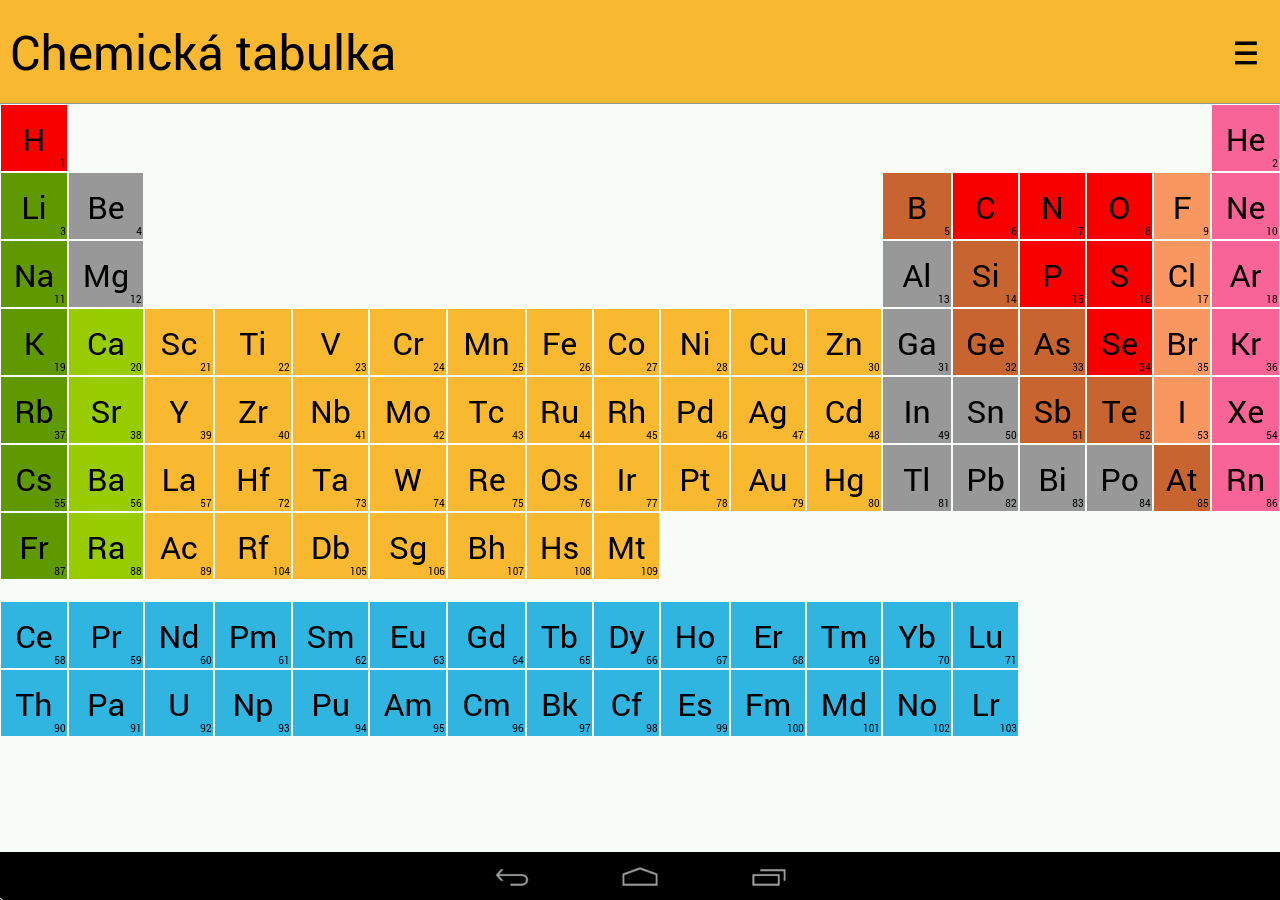 Chemická tabulka
H 1 He 2
Li 3 Be 4 B 5 C 6 N 7 O 8 F 9 Ne 10
Na 11 Mg 12 Al 13 Si 14 P 15 S 16 Cl 17 Ar 18
K 19 Ca 20 Sc 21 Ti 22 V 23 Cr 24 Mn 25 Fe 26 Co 27 Ni 28 Cu 29 Zn 30 Ga 31 Ge 32 As 33 Se 34 Br 35 Kr 36
Rb 37 Sr 38 Y 39 Zr 40 Nb 41 Mo 42 Tc 43 Ru 44 Rh 45 Pd 46 Ag 47 Cd 48 In 49 Sn 50 Sb 51 Te 52 I 53 Xe 54
Cs 55 Ba 56 La 57 Hf 72 Ta 73 W 74 Re 75 Os 76 Ir 77 Pt 78 Au 79 Hg 80 Tl 81 Pb 82 Bi 83 Po 84 At 85 Rn 86
Fr 87 Ra 88 Ac 89 Rf 104 Db 105 Sg 106 Bh 107 Hs 108 Mt 109
Ce 58 Pr 59 Nd 60 Pm 61 Sm 62 Eu 63 Gd 64 Tb 65 Dy 66 Ho 67 Er 68 Tm 69 Yb 70 Lu 71
Th 90 Pa 91 U 92 Np 93 Pu 94 Am 95 Cm 96 Bk 97 Cf 98 Es 99 Fm 100 Md 101 No 102 Lr 103